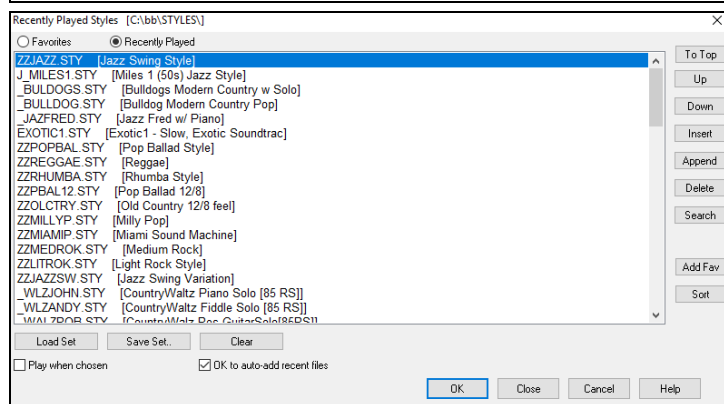 Recently Played Styles [C:\bb\STYLES\]
Favorites Recently Played
ZZJAZZ.STY [Jazz Swing Style]
J_MILES1.STY [Miles 1 (50s) Jazz Style]
_BULDOGS.STY [Bulldogs Modern Country w Solo]
_BULLDOG.STY [Bulldog Modern Country Pop]
_JAZFRED.STY [Jazz Fred w/ Piano]
EXOTIC1.STY [Exotic1 - Slow, Exotic Soundtrac]
ZZPOPBAL.STY [Pop Ballad Style]
ZZREGGAE.STY [Reggae]
ZZRHUMBA.STY [Rhumba Style]
ZZPBAL12.STY [Pop Ballad 12/8]
ZZOLCTRY.STY [Old Country 12/8 feel]
ZZMILLYP.STY [Milly Pop]
ZZMIAMIP.STY [Miami Sound Machine]
ZZMEDROK.STY [Medium Rock]
ZZLITROK.STY [Light Rock Style]
ZZJAZZSW.STY [Jazz Swing Variation]
_WLZJOHN.STY [CountryWaltz Piano Solo [85 RS]]
_WLZANDY.STY [CountryWaltz Fiddle Solo [85 RS]]
To Top
Up
Down
Insert
Append
Delete
Search
Add Fav
Sort
Load Set Save Set.. Clear
Play when chosen OK to auto-add recent files
OK Close Cancel Help